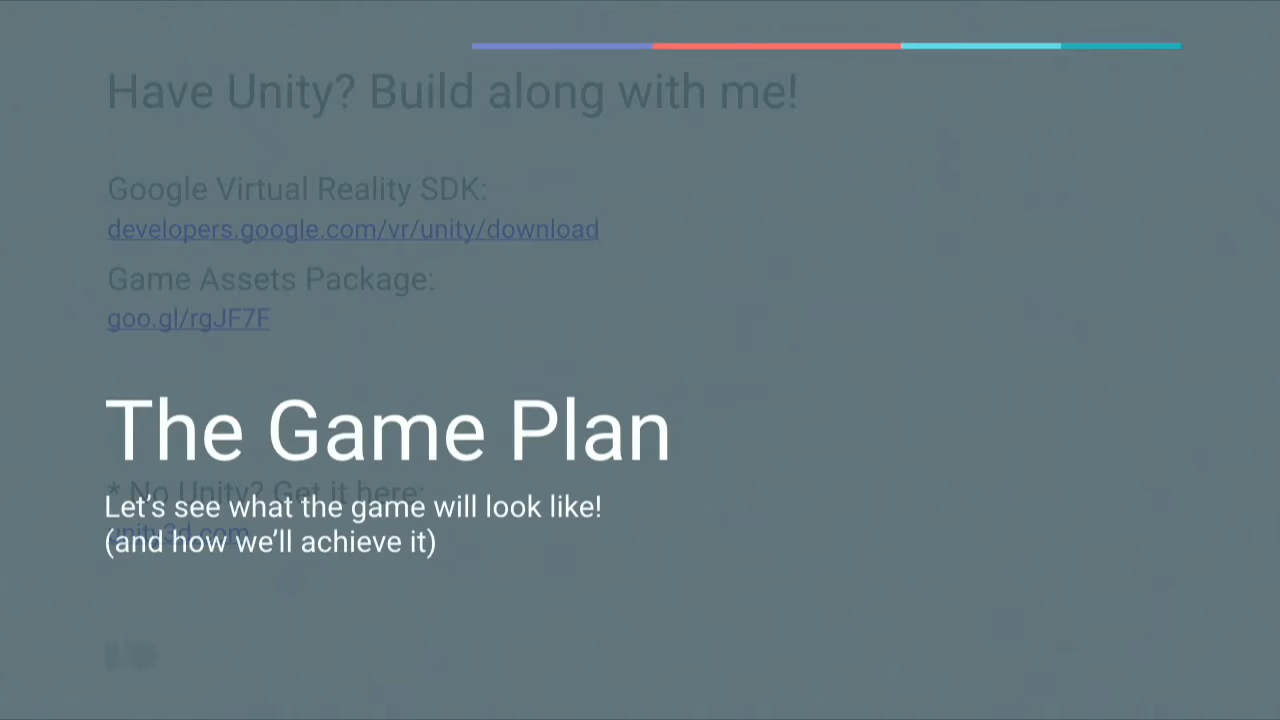 Have Unity? Build along with me!
Google Virtual Reality SDK:
developers.google.com/vr/unity/download
Game Assets Package:
goo.gl/rgJF7F
The Game Plan
* No Unity? Get it here:
Let’s see what the game will look like!
unity3d.com
(and how we’ll achieve it)